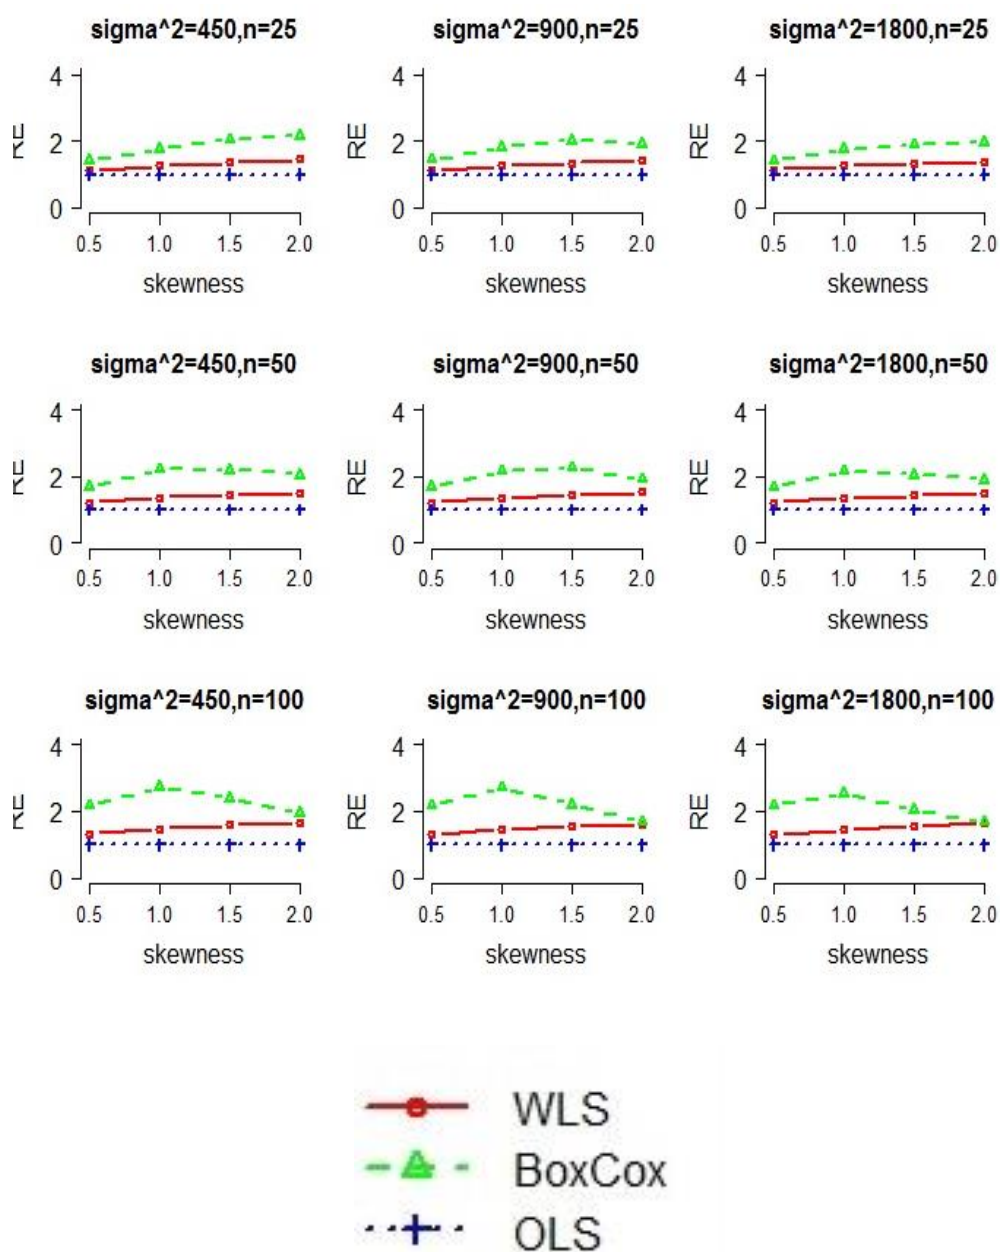 sigma^2=450,n=25 sigma^2=900,n=25 sigma^2=1800,n=25
4 4 4
RE 2 RE 2 RE 2
0 0 0
0.5 1.0 1.5 2.0 0.5 1.0 1.5 2.0 0.5 1.0 1.5 2.0
skewness skewness skewness
sigma^2=450,n=50 sigma^2=900,n=50 sigma^2=1800,n=50
4 4 4
RE 2 RE 2 RE 2
0 0 0
0.5 1.0 1.5 2.0 0.5 1.0 1.5 2.0 0.5 1.0 1.5 2.0
skewness skewness skewness
sigma^2=450,n=100 sigma^2=900,n=100 sigma^2=1800,n=100
4 4 4
RE 2 RE 2 RE 2
0 0 0
0.5 1.0 1.5 2.0 0.5 1.0 1.5 2.0 0.5 1.0 1.5 2.0
skewness skewness skewness
WLS
BoxCox
OLS